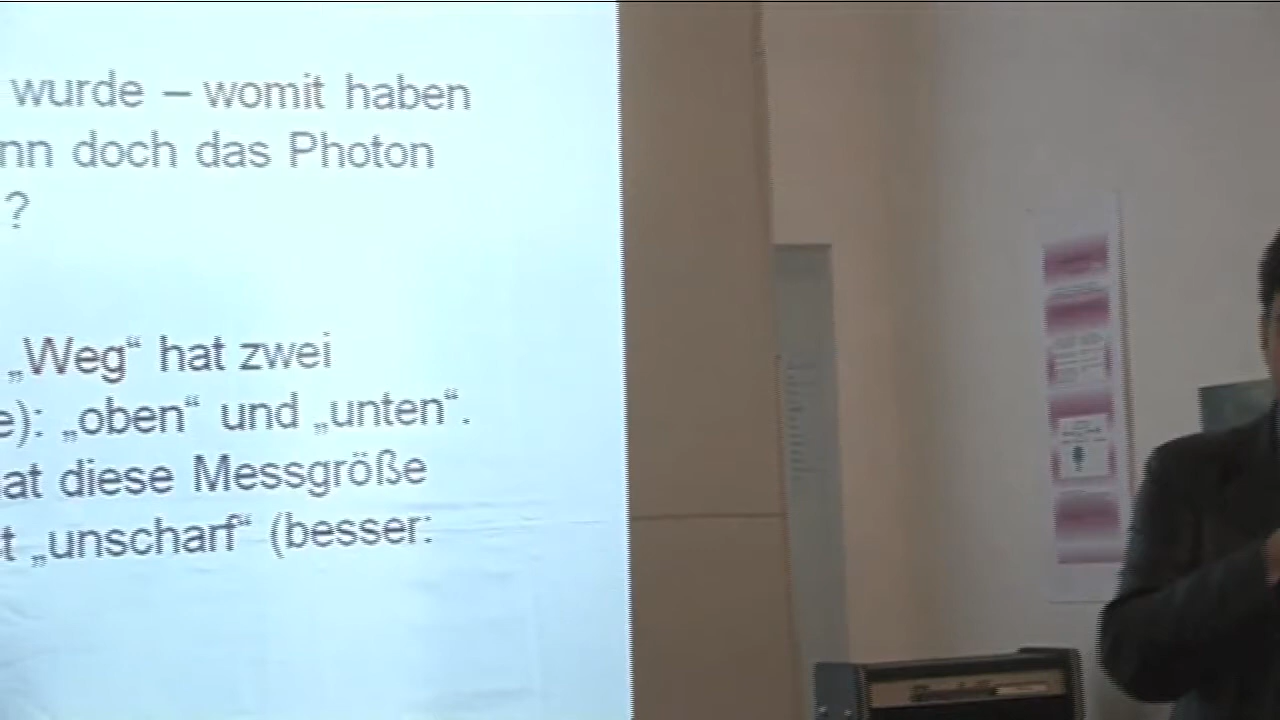 wurde – womit haben
nn doch das Photon
?
„Weg“ hat zwei
e): „oben“ und „unten“.
at diese Messgröße
t „unscharf“ (besser: